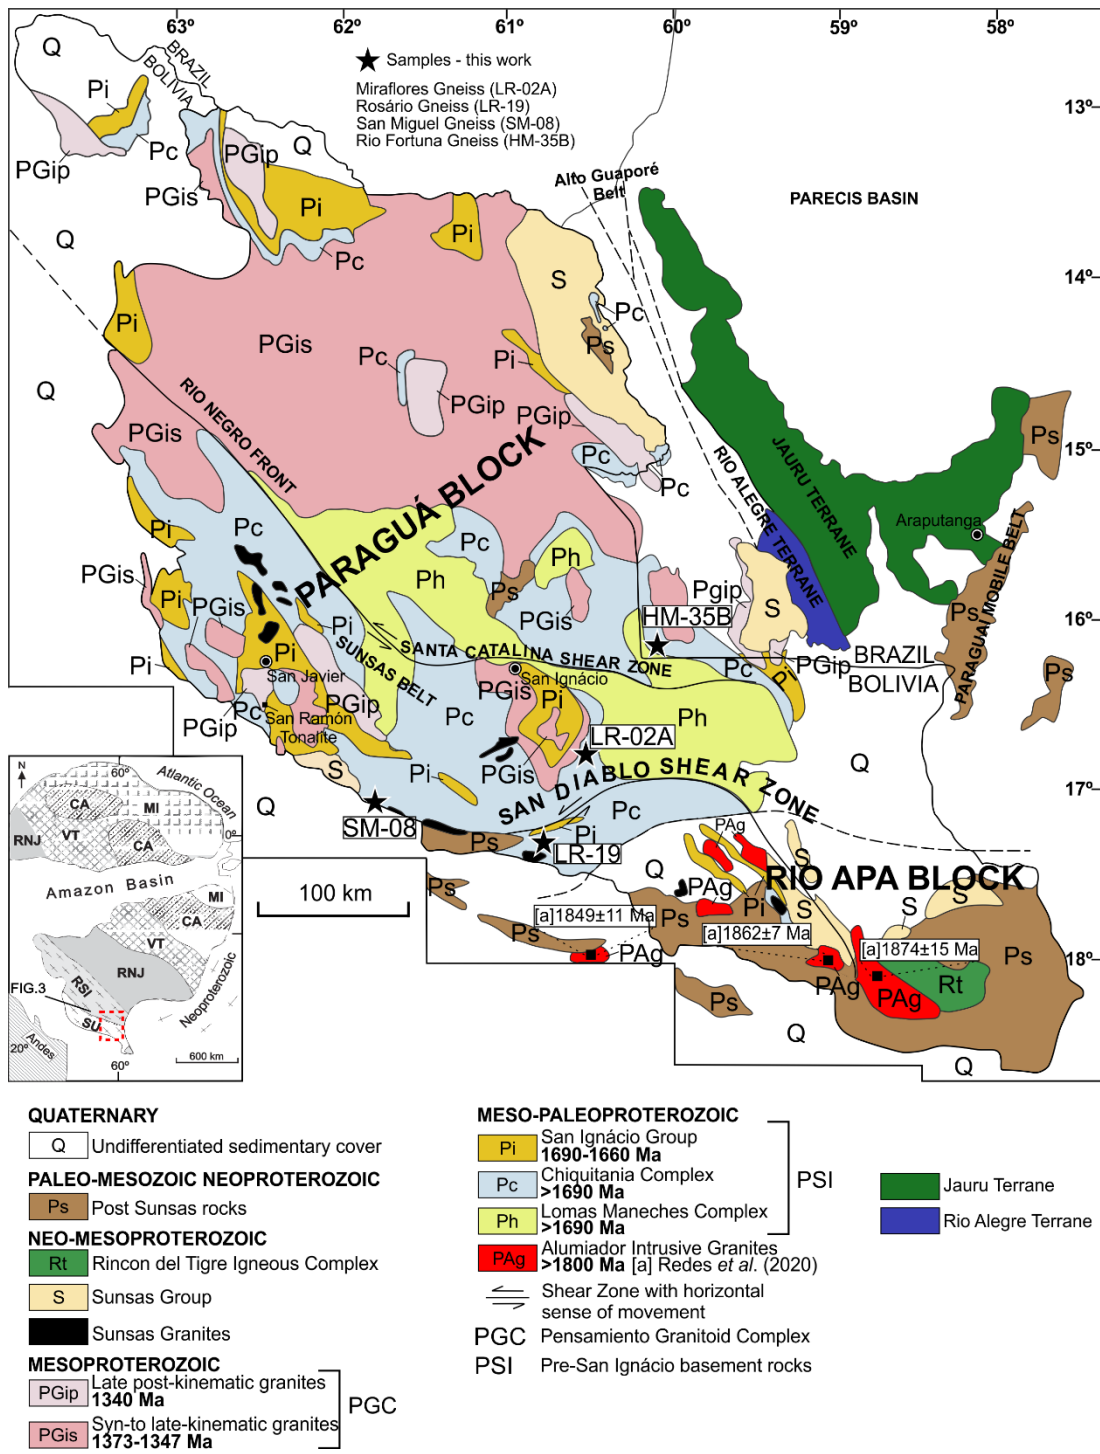 63º
62º
61º
60º
59º
58º
Q
BRAZIL
BOLIVIA
Samples - this work
Miraflores Gneiss (LR-02A)
Rosário Gneiss (LR-19)
San Miguel Gneiss (SM-08)
Rio Fortuna Gneiss (HM-35B)
13º
Pi
Pc
PGip
PGip
Q
PGis
Pi
Alto Guaporé
Belt
PARECIS BASIN
Q
Pc
Pi
S
14º
Pc
Pi
Ps
PGis
Pc
Pi
Q
PGip
PGip
RIO NEGRO FRONT
PGis
Pc
Pc
Ps
15º
PARAGUÁ BLOCK
RIO ALEGRE TERRANE
JAURU TERRANE
Araputanga
Pi
Pc
Pc
Ph
Ph
Ps
PGis
PGis
PGis
Pi
Pgip
S
Ps
PARAGUAI MOBILE BELT
HM-35B
16º
Pi
SUNSAS BELT
SANTA CATALINA SHEAR ZONE
BRAZIL
BOLIVIA
Pi
Pi
San Javier
San Ignácio
PGis
Pi
Pc
Pi
PGip
Ps
PGip
Pc
San Ramón
Tonalite
PGip
Pc
Ph
LR-02A
PGis
S
Pi
SAN DIABLO SHEAR ZONE
Q
Q
17º
SM-08
Pc
Ps
Pi
LR-19
PAg
S
Q
RIO APA BLOCK
100 km
Ps
PAg
Pi
S
S
S
[a]1849±11 Ma
Ps
[a]1862±7 Ma
[a]1874±15 Ma
Ps
PAg
Ps
18º
PAg
PAg
Rt
Ps
Q
Q
N
60º
Atlantic Ocean
CA
MI
RNJ
VT
CA
0º
Amazon Basin
MI
CA
VT
RNJ
RSI
FIG.3
SU
Neoproterozoic
Andes
20º
600 km
60º
QUATERNARY
Q Undifferentiated sedimentary cover
PALEO-MESOZOIC NEOPROTEROZOIC
Ps Post Sunsas rocks
NEO-MESOPROTEROZOIC
Rt Rincon del Tigre Igneous Complex
S Sunsas Group
Sunsas Granites
MESOPROTEROZOIC
PGip Late post-kinematic granites
1340 Ma
PGis Syn-to late-kinematic granites
1373-1347 Ma
PGC
MESO-PALEOPROTEROZOIC
Pi San Ignácio Group
1690-1660 Ma
Pc Chiquitania Complex
>1690 Ma
Ph Lomas Maneches Complex
>1690 Ma
PSI
PAg Alumiador Intrusive Granites
>1800 Ma [a] Redes et al. (2020)
Shear Zone with horizontal
sense of movement
PGC Pensamiento Granitoid Complex
PSI Pre-San Ignácio basement rocks
Jauru Terrane
Rio Alegre Terrane